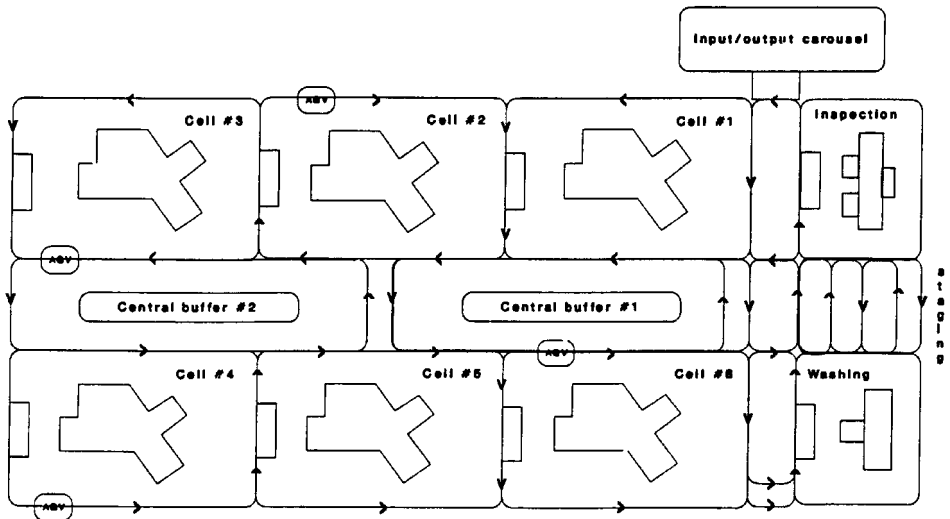 Input/output carousel
AGV
Cell #3
Cell #2
Cell #1
Inspection
AGV
Central buffer #2
Central buffer #1
staging
AGV
Cell #4
Cell #5
Cell #6
Washing
AGV